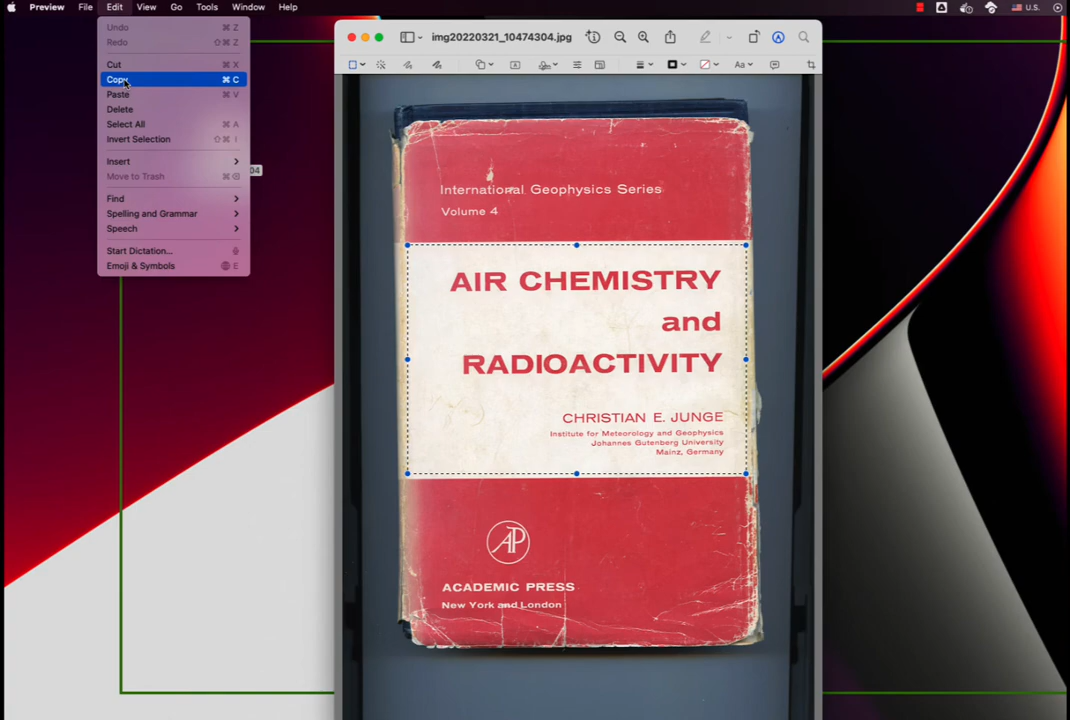 Preview File Edit View Go Tools Window Help U.S.
Undo ⌘ Z
Redo ⇧ ⌘ Z
Cut ⌘ X
Copy ⌘ C
Paste ⌘ V
Delete
Select All ⌘ A
Invert Selection ⇧ ⌘ I
Insert
Move to Trash ⌘ ⌫
Find
Spelling and Grammar
Speech
Start Dictation...
Emoji & Symbols E
04
img20220321_10474304.jpg
Aa
International Geophysics Series
Volume 4
AIR CHEMISTRY
and
RADIOACTIVITY
CHRISTIAN E. JUNGE
Institute for Meteorology and Geophysics
Johannes Gutenberg University
Mainz, Germany
AP
ACADEMIC PRESS
New York and London